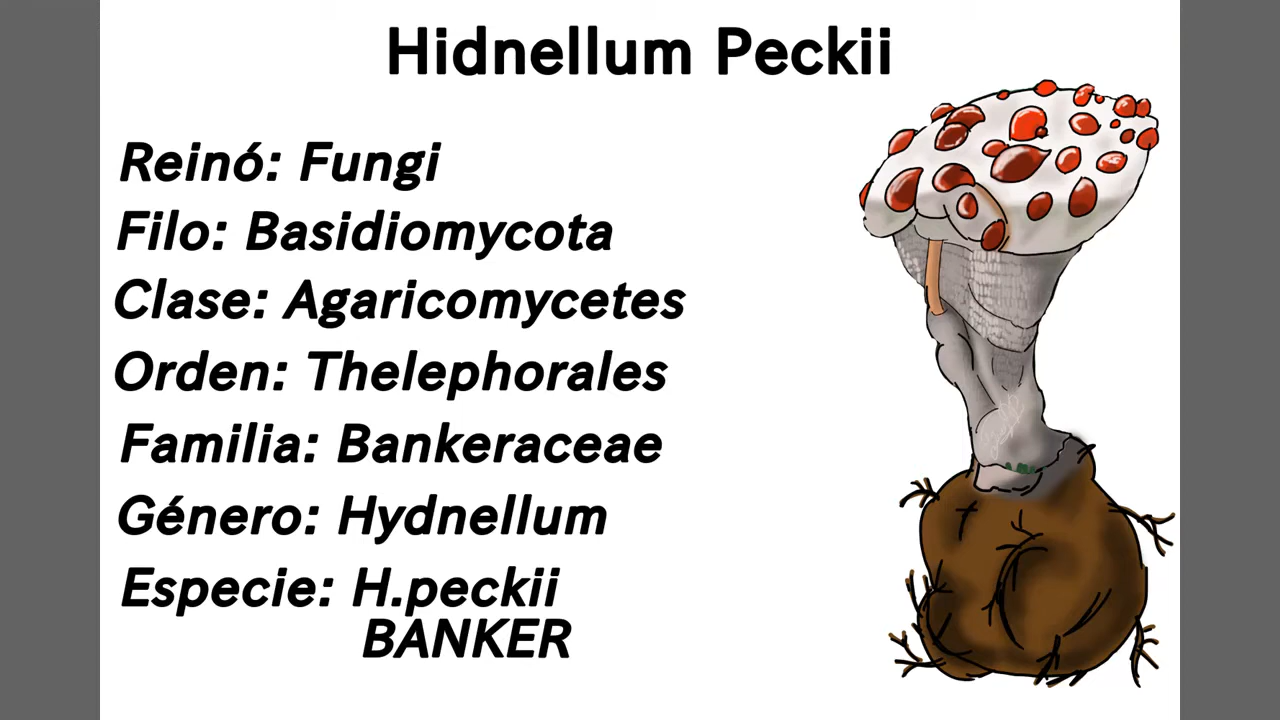 Hidnellum Peckii
Reinó: Fungi
Filo: Basidiomycota
Clase: Agaricomycetes
Orden: Thelephorales
Familia: Bankeraceae
Género: Hydnellum
Especie: H.peckii
BANKER